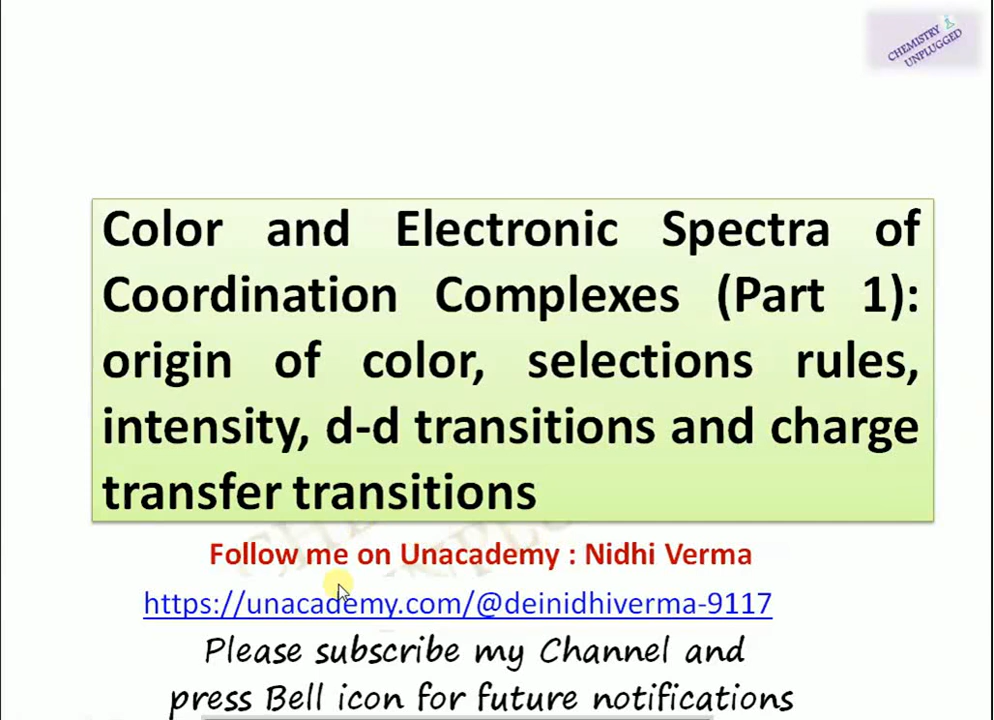 CHEMISTRY
UNPLUGGED
Color and Electronic Spectra of
Coordination Complexes (Part 1):
origin of color, selections rules,
intensity, d-d transitions and charge
transfer transitions
Follow me on Unacademy : Nidhi Verma
https://unacademy.com/@deinidhiverma-9117
Please subscribe my Channel and
press Bell icon for future notifications